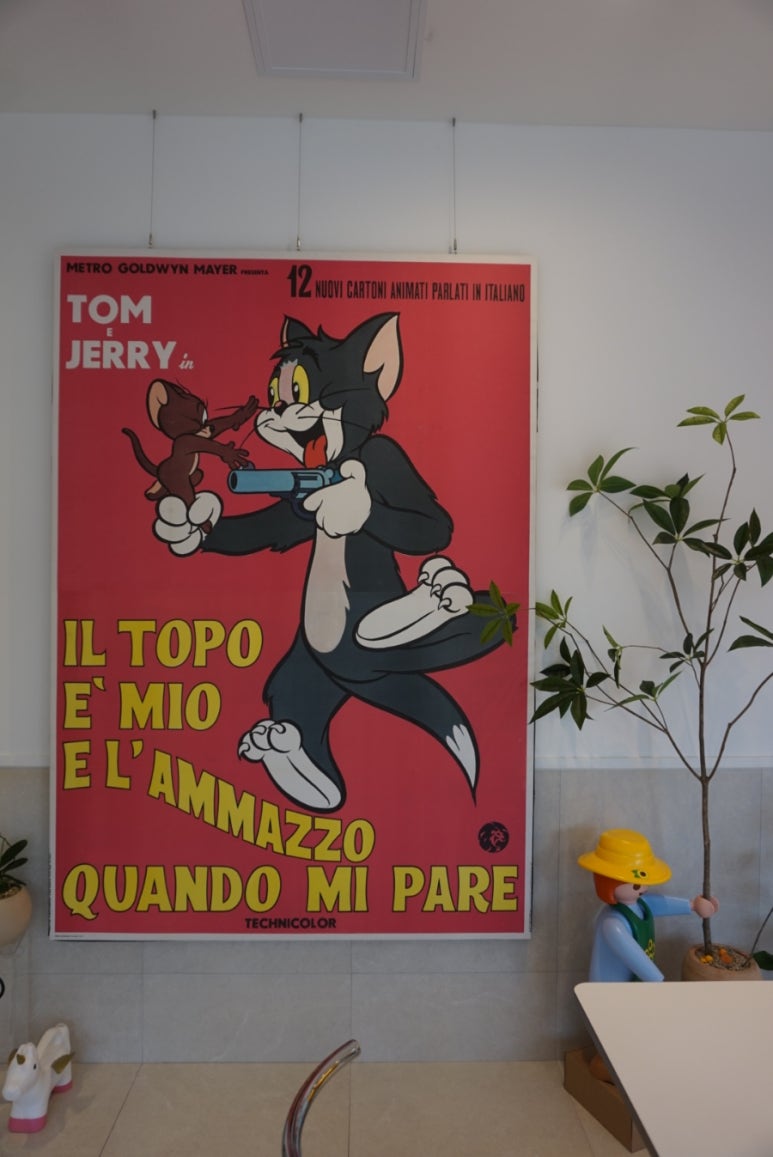 METRO GOLDWYN MAYER PRESENTA
12 NUOVI CARTONI ANIMATI PARLATI IN ITALIANO
TOM
E
JERRY in
IL TOPO
E' MIO
E L'AMMAZZO
QUANDO MI PARE
TECHNICOLOR